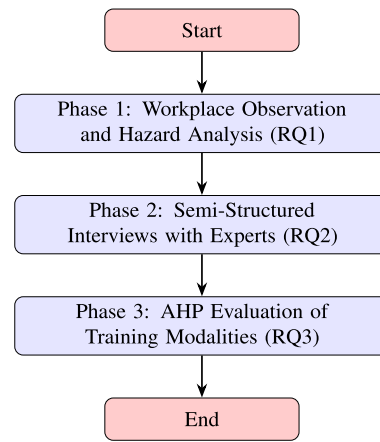 Start
Phase 1: Workplace Observation
and Hazard Analysis (RQ1)
Phase 2: Semi-Structured
Interviews with Experts (RQ2)
Phase 3: AHP Evaluation of
Training Modalities (RQ3)
End